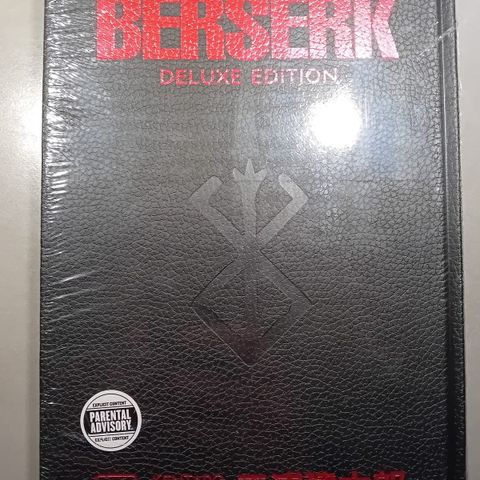 BERSERK
DELUXE EDITION
EXPLICIT CONTENT
PARENTAL
ADVISORY
EXPLICIT CONTENT